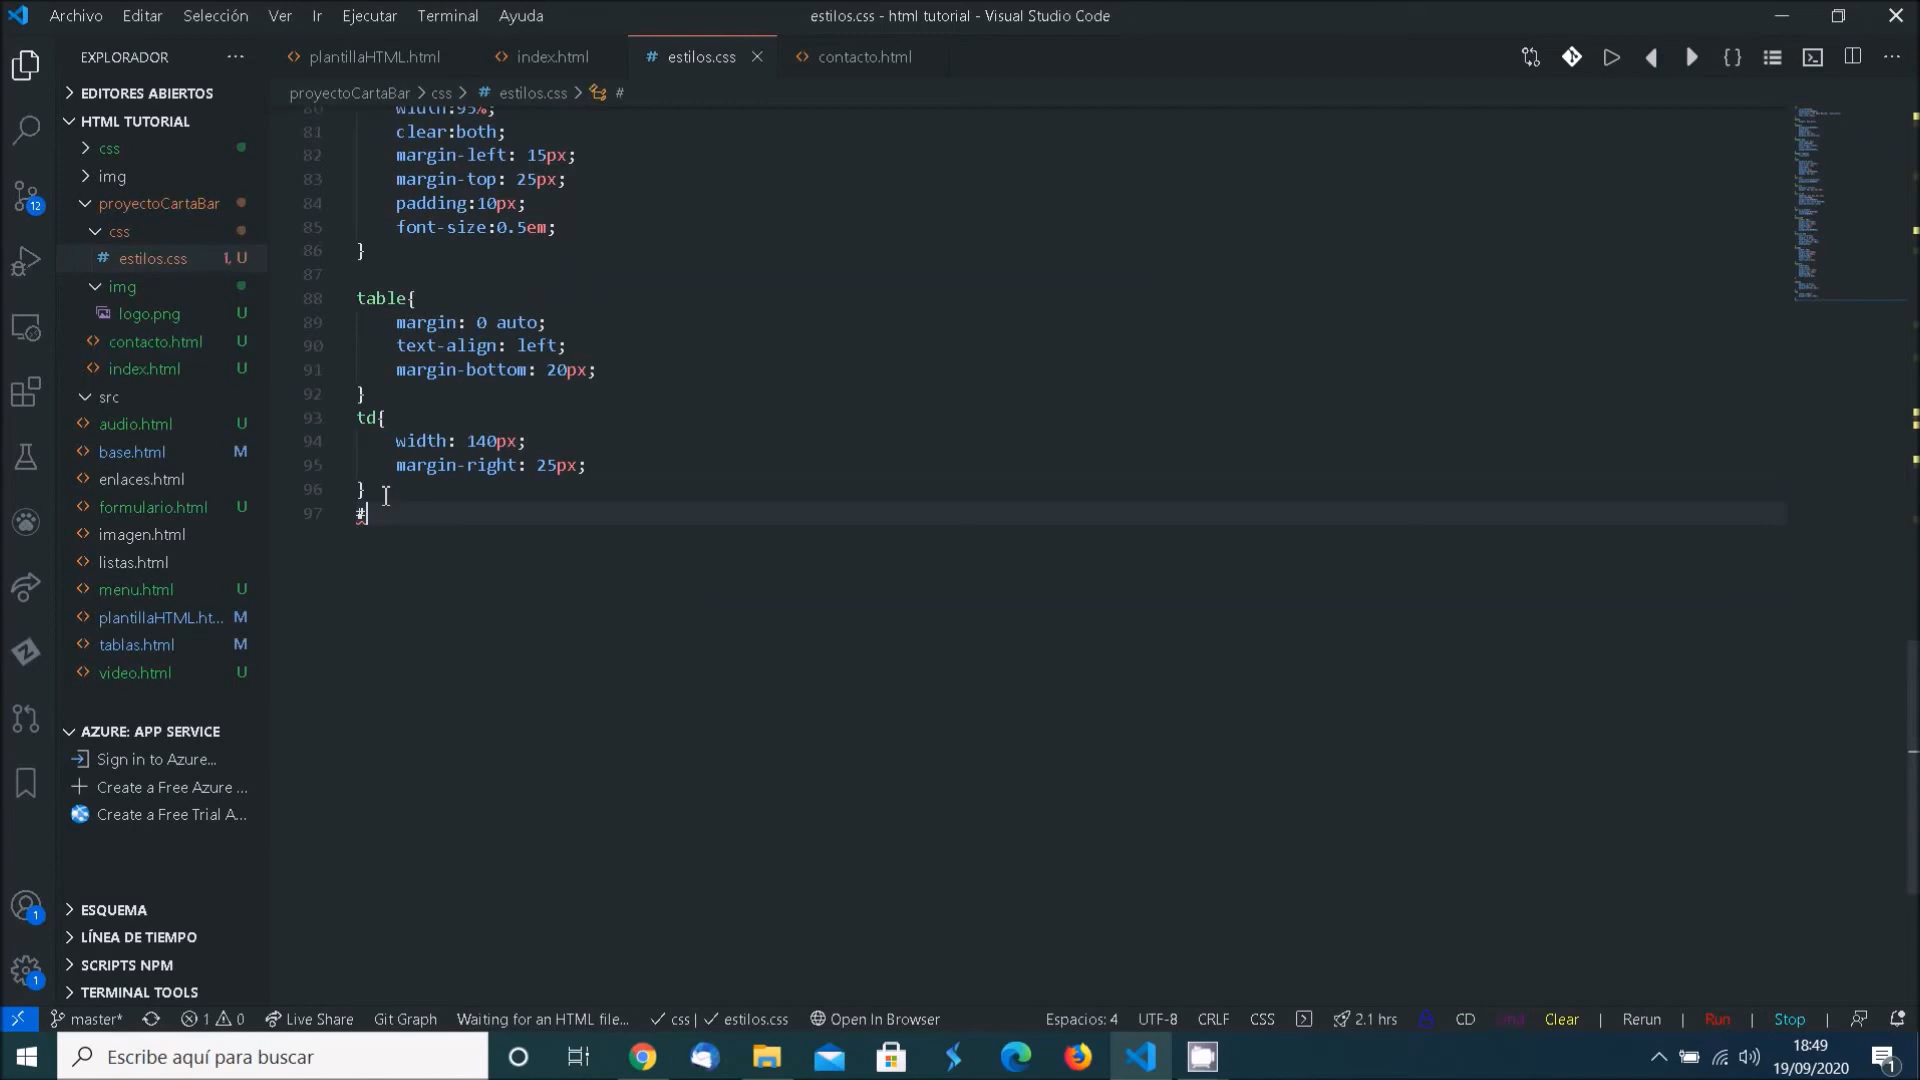 Archivo Editar Selección Ver Ir Ejecutar Terminal Ayuda estilos.css - html tutorial - Visual Studio Code
EXPLORADOR
plantillaHTML.html index.html # estilos.css contacto.html
EDITORES ABIERTOS
proyectoCartaBar > css > # estilos.css > #
HTML TUTORIAL
css
img
proyectoCartaBar
css
# estilos.css 1, U
img
logo.png U
contacto.html U
index.html U
src
audio.html U
base.html M
enlaces.html
formulario.html U
imagen.html
listas.html
menu.html U
plantillaHTML.ht... M
tablas.html M
video.html U
AZURE: APP SERVICE
Sign in to Azure...
Create a Free Azure ...
Create a Free Trial A...
ESQUEMA
LÍNEA DE TIEMPO
SCRIPTS NPM
TERMINAL TOOLS
12
1
1
80 width:95%;
81 clear:both;
82 margin-left: 15px;
83 margin-top: 25px;
84 padding:10px;
85 font-size:0.5em;
86 }
87
88 table{
89 margin: 0 auto;
90 text-align: left;
91 margin-bottom: 20px;
92 }
93 td{
94 width: 140px;
95 margin-right: 25px;
96 }
97 #
master* 1 0 Live Share Git Graph Waiting for an HTML file... css | estilos.css Open In Browser Espacios: 4 UTF-8 CRLF CSS 2.1 hrs CD cmd Clear | Rerun | Run | Stop |
Escribe aquí para buscar
18:49
19/09/2020
1